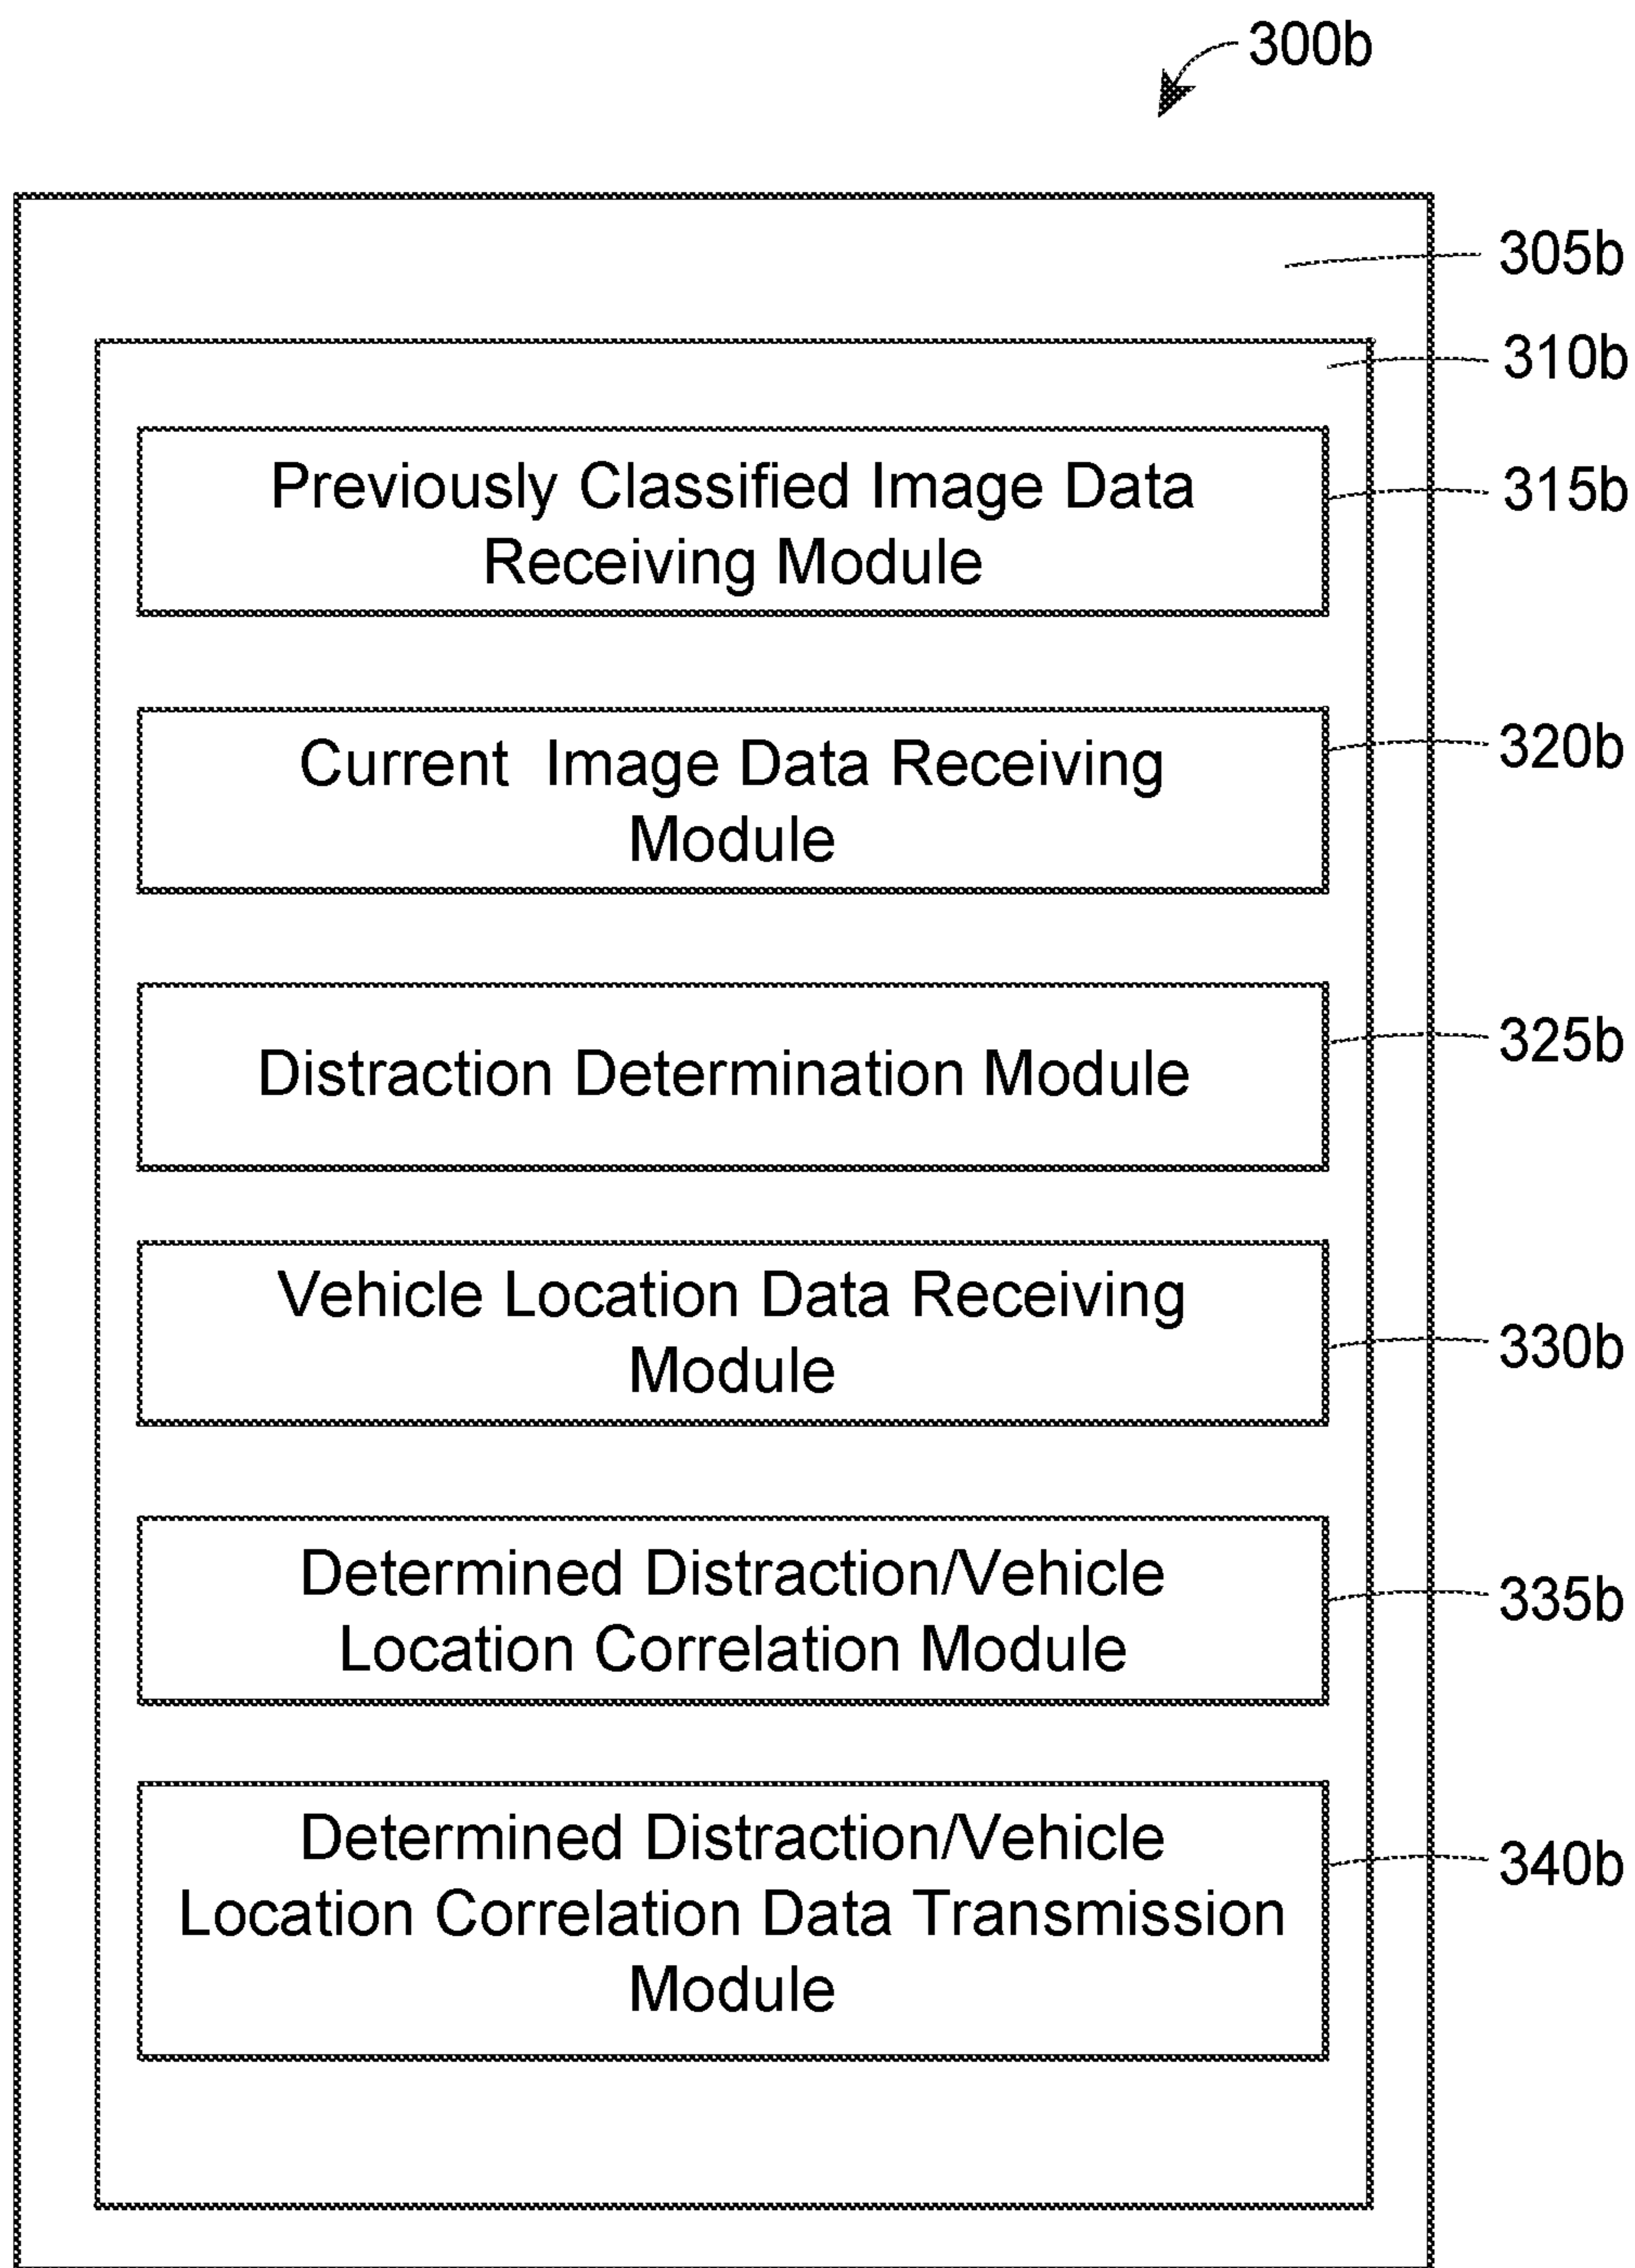 300b
305b
310b
Previously Classified Image Data
Receiving Module
315b
Current Image Data Receiving
Module
320b
Distraction Determination Module
325b
Vehicle Location Data Receiving
Module
330b
Determined Distraction/Vehicle
Location Correlation Module
335b
Determined Distraction/Vehicle
Location Correlation Data Transmission
Module
340b